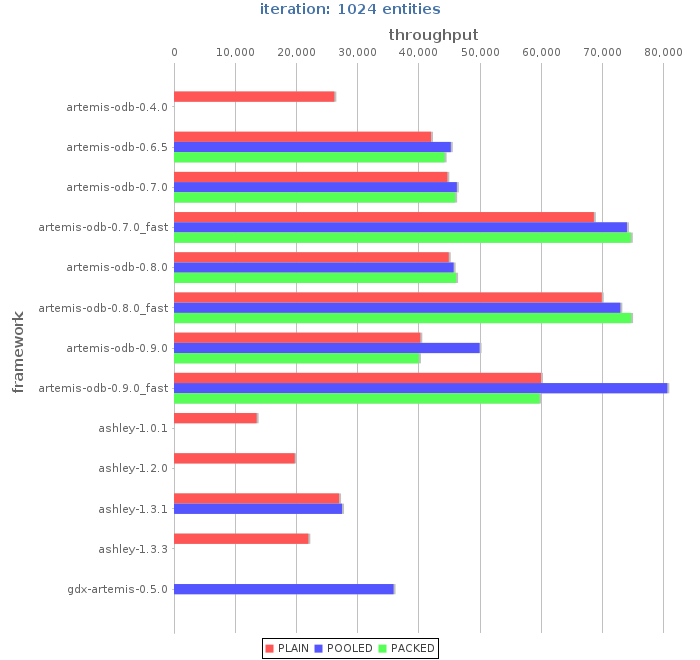 iteration: 1024 entities
throughput
0 10,000 20,000 30,000 40,000 50,000 60,000 70,000 80,000
framework
artemis-odb-0.4.0
artemis-odb-0.6.5
artemis-odb-0.7.0
artemis-odb-0.7.0_fast
artemis-odb-0.8.0
artemis-odb-0.8.0_fast
artemis-odb-0.9.0
artemis-odb-0.9.0_fast
ashley-1.0.1
ashley-1.2.0
ashley-1.3.1
ashley-1.3.3
gdx-artemis-0.5.0
PLAIN POOLED PACKED